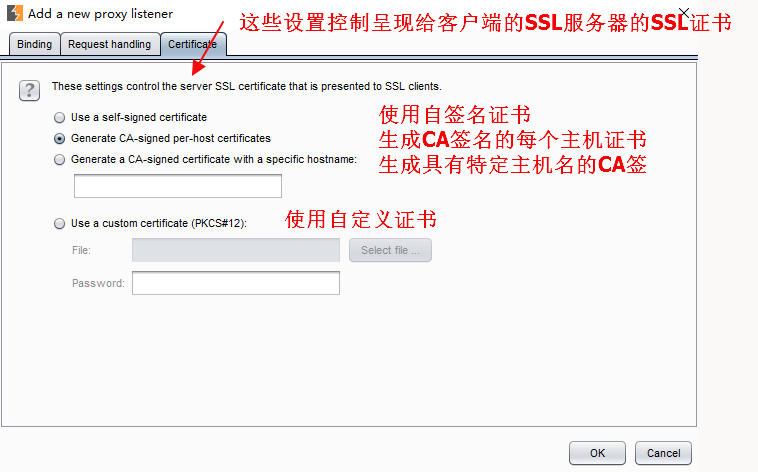 Add a new proxy listener
这些设置控制呈现给客户端的SSL服务器的SSL证书
Binding Request handling Certificate
?
These settings control the server SSL certificate that is presented to SSL clients.
Use a self-signed certificate 使用自签名证书
Generate CA-signed per-host certificates 生成CA签名的每个主机证书
Generate a CA-signed certificate with a specific hostname: 生成具有特定主机名的CA签
Use a custom certificate (PKCS#12): 使用自定义证书
File: Select file ...
Password:
OK Cancel